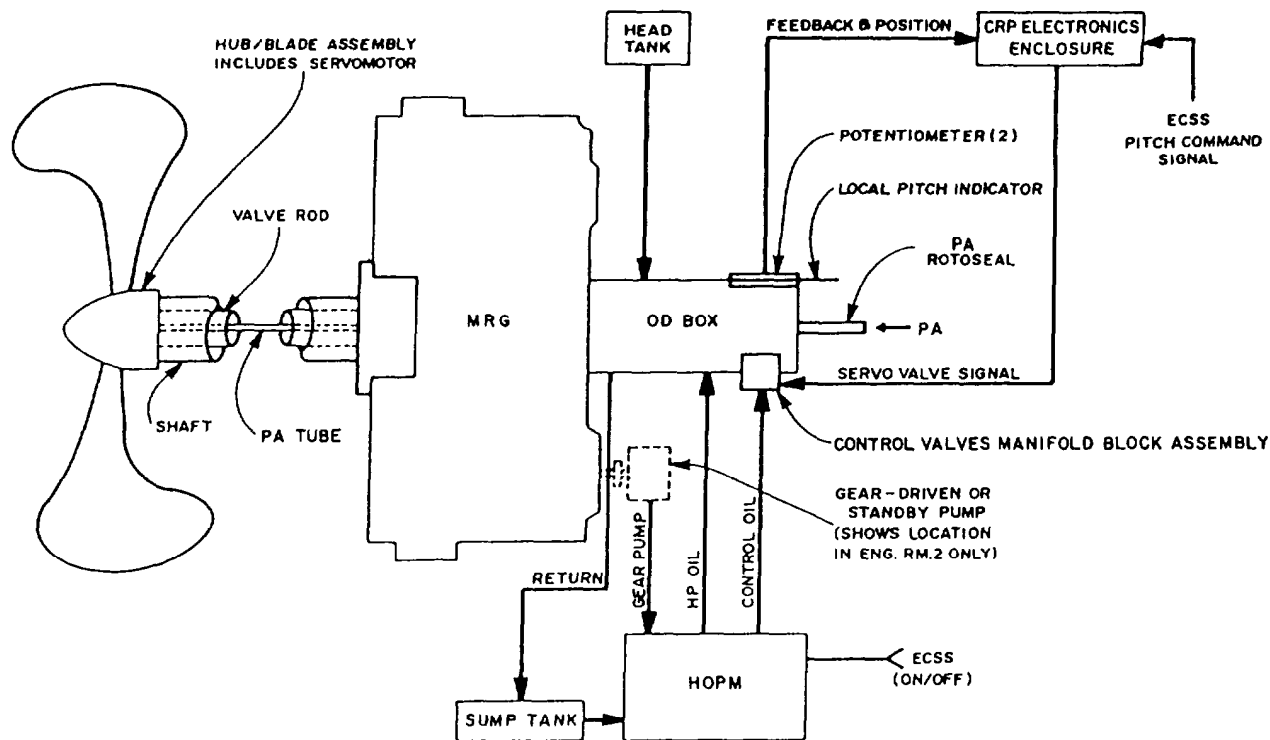 HUB/BLADE ASSEMBLY
INCLUDES SERVOMOTOR
HEAD
TANK
FEEDBACK & POSITION
CRP ELECTRONICS
ENCLOSURE
ECSS
PITCH COMMAND
SIGNAL
POTENTIOMETER (2)
LOCAL PITCH INDICATOR
VALVE ROD
PA
ROTOSEAL
MRG
OD BOX
PA
SERVO VALVE SIGNAL
SHAFT
PA TUBE
CONTROL VALVES MANIFOLD BLOCK ASSEMBLY
GEAR-DRIVEN OR
STANDBY PUMP
(SHOWS LOCATION
IN ENG. RM.2 ONLY)
RETURN
GEAR PUMP
HP OIL
CONTROL OIL
HOPM
ECSS
(ON/OFF)
SUMP TANK